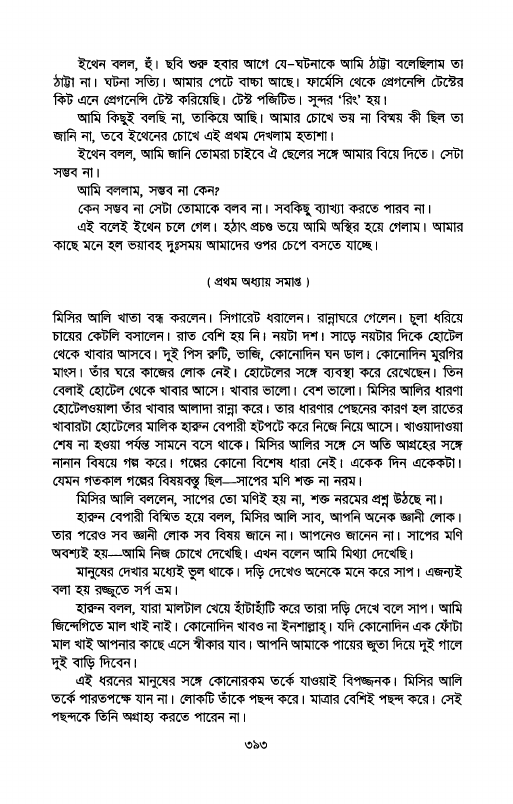 ইথেন বলল, হুঁ। ছবি শুরু হবার আগে যে-ঘটনাকে আমি ঠাট্টা বলেছিলাম তা
ঠাট্টা না। ঘটনা সত্যি। আমার পেটে বাচ্চা আছে। ফার্মেসি থেকে প্রেগনেন্সি টেস্টের
কিট এনে প্রেগনেন্সি টেস্ট করিয়েছি। টেস্ট পজিটিভ। সুন্দর ‘রিং’ হয়।
আমি কিছুই বলছি না, তাকিয়ে আছি। আমার চোখে ভয় না বিস্ময় কী ছিল তা
জানি না, তবে ইথেনের চোখে এই প্রথম দেখলাম হতাশা।
ইথেন বলল, আমি জানি তোমরা চাইবে ঐ ছেলের সঙ্গে আমার বিয়ে দিতে। সেটা
সম্ভব না।
আমি বললাম, সম্ভব না কেন?
কেন সম্ভব না সেটা তোমাকে বলব না। সবকিছু ব্যাখ্যা করতে পারব না।
এই বলেই ইথেন চলে গেল। হঠাৎ প্রচণ্ড ভয়ে আমি অস্থির হয়ে গেলাম। আমার
কাছে মনে হল ভয়াবহ দুঃসময় আমাদের ওপর চেপে বসতে যাচ্ছে।
( প্রথম অধ্যায় সমাপ্ত )
মিসির আলি খাতা বন্ধ করলেন। সিগারেট ধরালেন। রান্নাঘরে গেলেন। চুলা ধরিয়ে
চায়ের কেটলি বসালেন। রাত বেশি হয় নি। নয়টা দশ। সাড়ে নয়টার দিকে হোটেল
থেকে খাবার আসবে। দুই পিস রুটি, ভাজি, কোনোদিন ঘন ডাল। কোনোদিন মুরগির
মাংস। তাঁর ঘরে কাজের লোক নেই। হোটেলের সঙ্গে ব্যবস্থা করে রেখেছেন। তিন
বেলাই হোটেল থেকে খাবার আসে। খাবার ভালো। বেশ ভালো। মিসির আলির ধারণা
হোটেলওয়ালা তাঁর খাবার আলাদা রান্না করে। তার ধারণার পেছনের কারণ হল রাতের
খাবারটা হোটেলের মালিক হারুন বেপারী হটপটে করে নিজে নিয়ে আসে। খাওয়াদাওয়া
শেষ না হওয়া পর্যন্ত সামনে বসে থাকে। মিসির আলির সঙ্গে সে অতি আগ্রহের সঙ্গে
নানান বিষয়ে গল্প করে। গল্পের কোনো বিশেষ ধারা নেই। একেক দিন একেকটা।
যেমন গতকাল গল্পের বিষয়বস্তু ছিল—সাপের মণি শক্ত না নরম।
মিসির আলি বললেন, সাপের তো মণিই হয় না, শক্ত নরমের প্রশ্ন উঠছে না।
হারুন বেপারী বিস্মিত হয়ে বলল, মিসির আলি সাব, আপনি অনেক জ্ঞানী লোক।
তার পরেও সব জ্ঞানী লোক সব বিষয় জানে না। আপনেও জানেন না। সাপের মণি
অবশ্যই হয়—আমি নিজ চোখে দেখেছি। এখন বলেন আমি মিথ্যা দেখেছি।
মানুষের দেখার মধ্যেই ভুল থাকে। দড়ি দেখেও অনেকে মনে করে সাপ। এজন্যই
বলা হয় রজ্জুতে সর্প ভ্রম।
হারুন বলল, যারা মালটাল খেয়ে হাঁটাহাঁটি করে তারা দড়ি দেখে বলে সাপ। আমি
জিন্দেগিতে মাল খাই নাই। কোনোদিন খাবও না ইনশাল্লাহ্। যদি কোনোদিন এক ফোঁটা
মাল খাই আপনার কাছে এসে স্বীকার যাব। আপনি আমাকে পায়ের জুতা দিয়ে দুই গালে
দুই বাড়ি দিবেন।
এই ধরনের মানুষের সঙ্গে কোনোরকম তর্কে যাওয়াই বিপজ্জনক। মিসির আলি
তর্কে পারতপক্ষে যান না। লোকটি তাঁকে পছন্দ করে। মাত্রার বেশিই পছন্দ করে। সেই
পছন্দকে তিনি অগ্রাহ্য করতে পারেন না।
৩৯৩